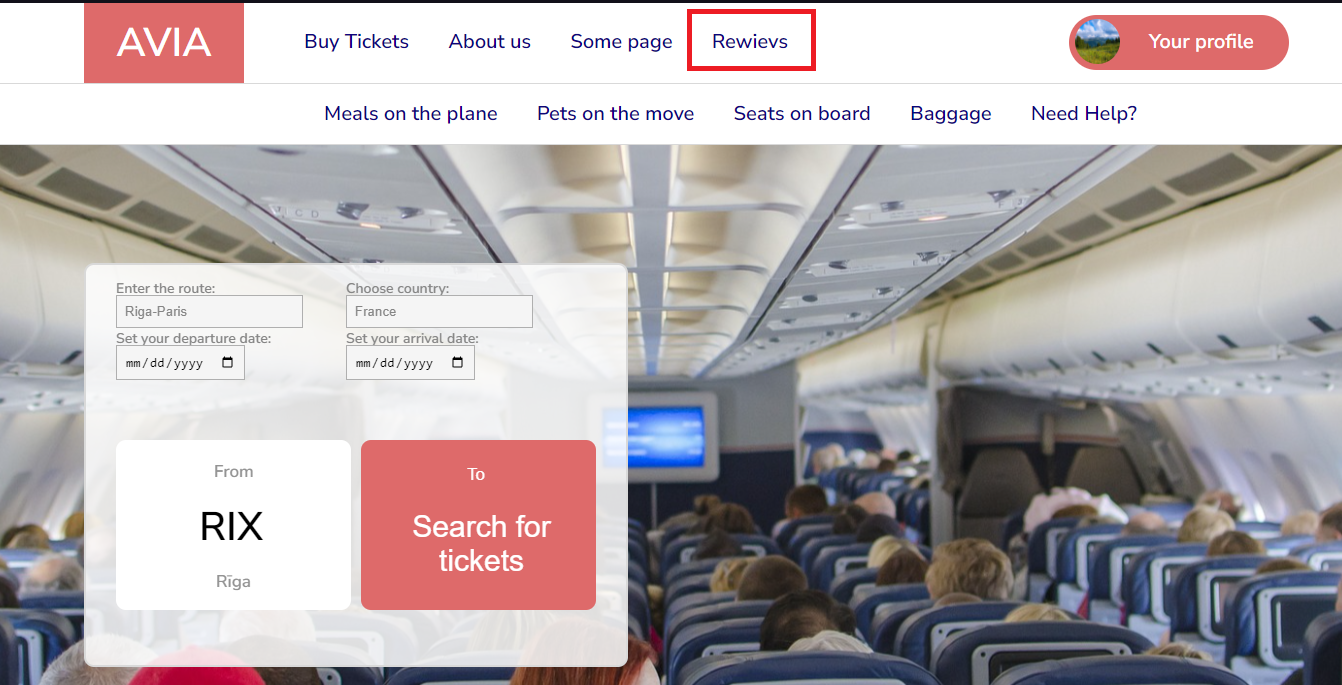 AVIA
Buy Tickets
About us
Some page
Rewievs
Your profile
Meals on the plane
Pets on the move
Seats on board
Baggage
Need Help?
Enter the route:
Riga-Paris
Choose country:
France
Set your departure date:
mm/dd/yyyy
Set your arrival date:
mm/dd/yyyy
From
RIX
Rīga
To
Search for
tickets